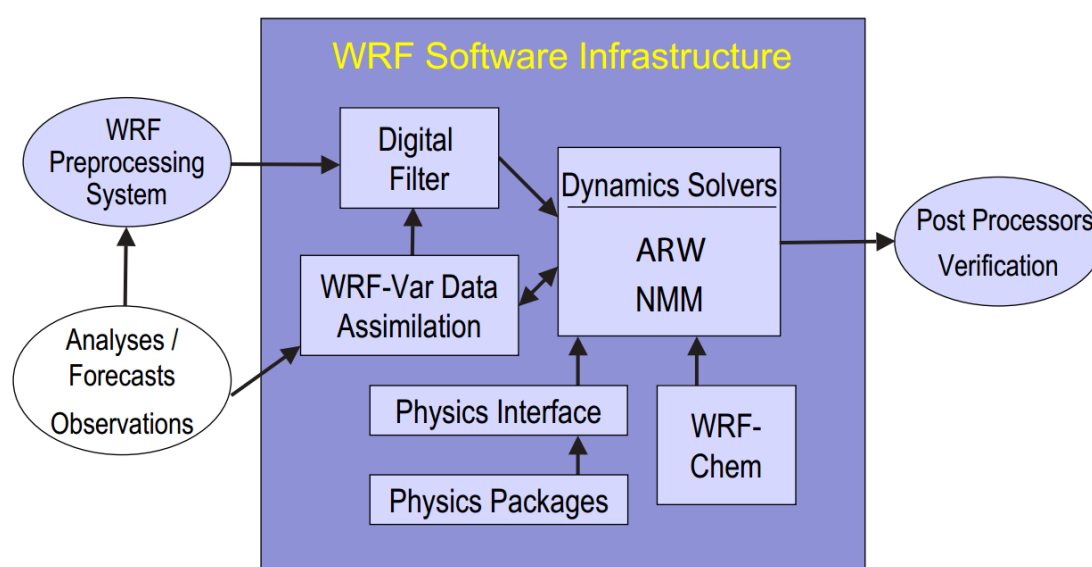 WRF Software Infrastructure
WRF
Preprocessing
System
Digital
Filter
Dynamics Solvers
ARW
NMM
Post Processors
Verification
WRF-Var Data
Assimilation
Analyses /
Forecasts
Observations
Physics Interface
WRF-
Chem
Physics Packages